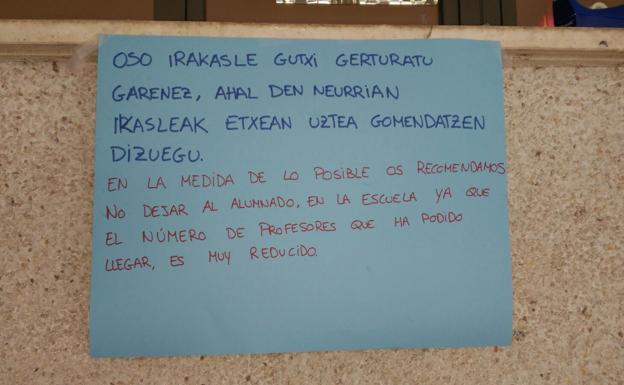 OSO IRAKASLE GUTXI GERTURATU
GARENEZ, AHAL DEN NEURRIAN
IKASLEAK ETXEAN UZTEA GOMENDATZEN
DIZUEGU.
EN LA MEDIDA DE LO POSIBLE OS RECOMENDAMOS
NO DEJAR AL ALUMNADO, EN LA ESCUELA YA QUE
EL NÚMERO DE PROFESORES QUE HA PODIDO
LLEGAR, ES MUY REDUCIDO.